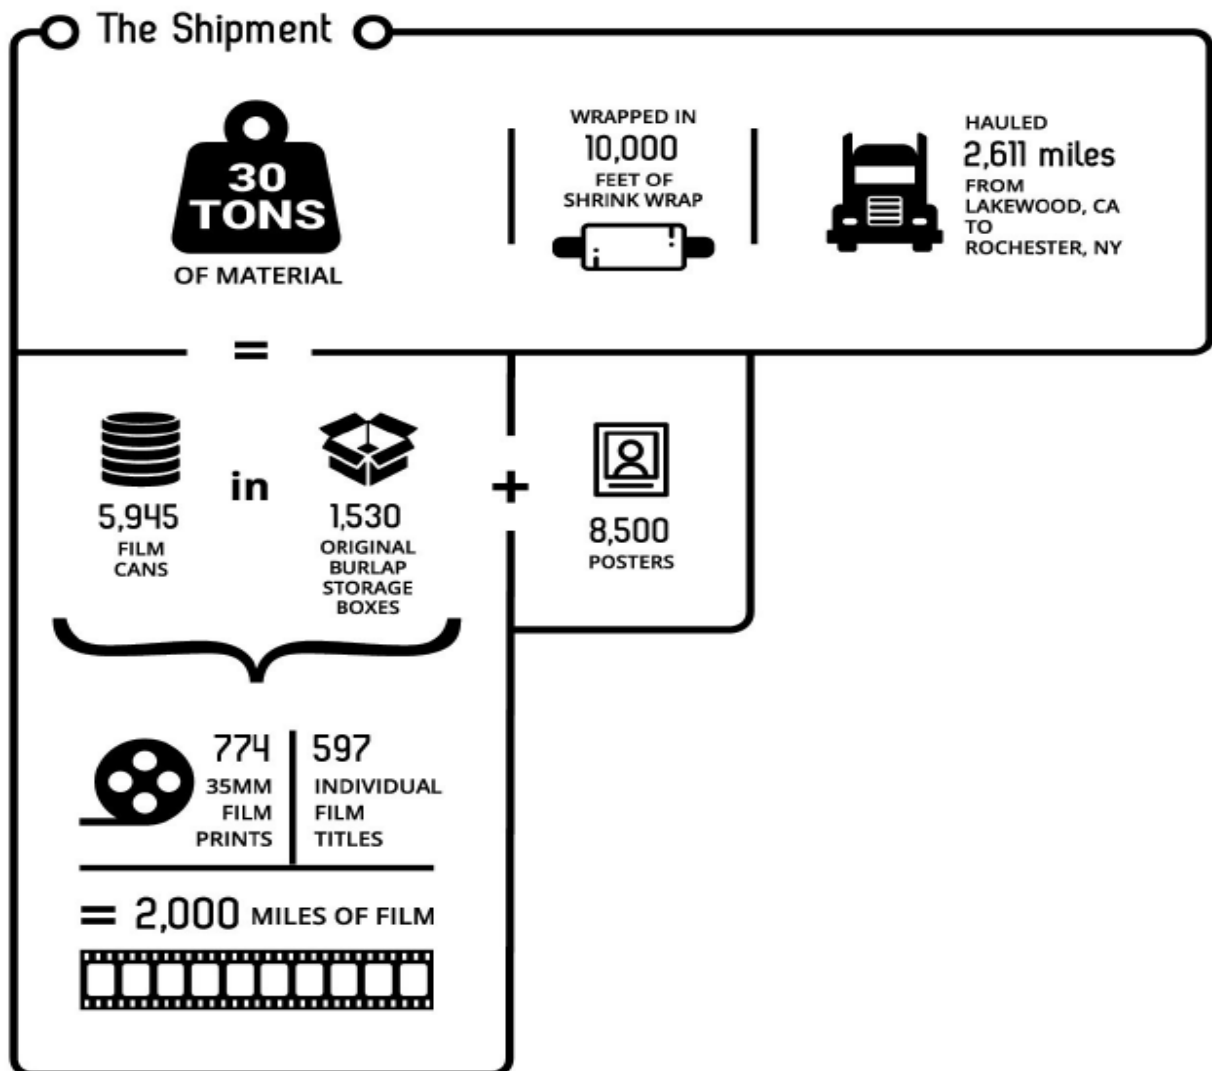 The Shipment
30
TONS
OF MATERIAL
WRAPPED IN
10,000
FEET OF
SHRINK WRAP
HAULED
2,611 miles
FROM
LAKEWOOD, CA
TO
ROCHESTER, NY
=
5,945
FILM
CANS
in
1,530
ORIGINAL
BURLAP
STORAGE
BOXES
+
8,500
POSTERS
774
35MM
FILM
PRINTS
597
INDIVIDUAL
FILM
TITLES
= 2,000 MILES OF FILM